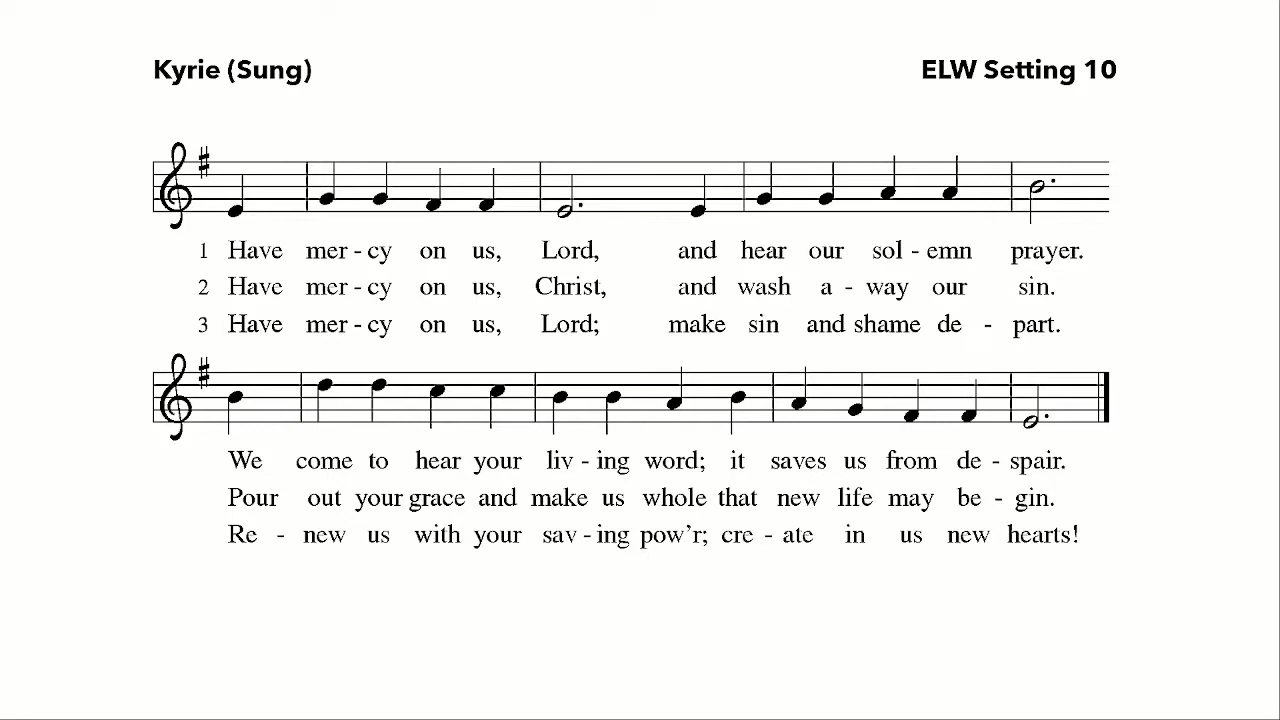 Kyrie (Sung) ELW Setting 10
1 Have mer - cy on us, Lord, and hear our sol - emn prayer.
2 Have mer - cy on us, Christ, and wash a - way our sin.
3 Have mer - cy on us, Lord; make sin and shame de - part.
We come to hear your liv - ing word; it saves us from de - spair.
Pour out your grace and make us whole that new life may be - gin.
Re - new us with your sav - ing pow'r; cre - ate in us new hearts!